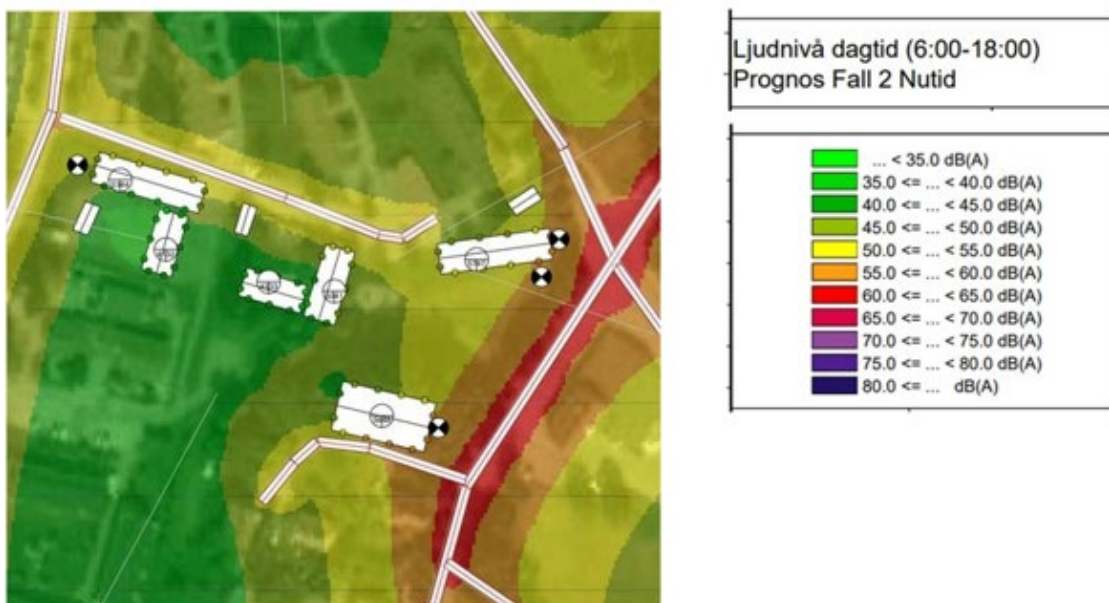 Ljudnivå dagtid (6:00-18:00)
Prognos Fall 2 Nutid
... < 35.0 dB(A)
35.0 <= ... < 40.0 dB(A)
40.0 <= ... < 45.0 dB(A)
45.0 <= ... < 50.0 dB(A)
50.0 <= ... < 55.0 dB(A)
55.0 <= ... < 60.0 dB(A)
60.0 <= ... < 65.0 dB(A)
65.0 <= ... < 70.0 dB(A)
70.0 <= ... < 75.0 dB(A)
75.0 <= ... < 80.0 dB(A)
80.0 <= ... dB(A)